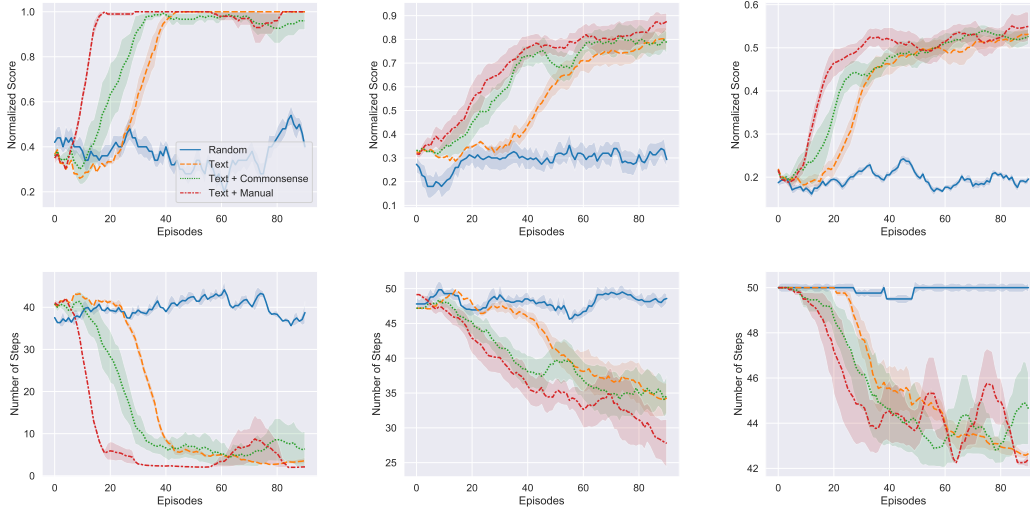 1.0
0.8
0.6
0.4
0.2
Normalized Score
0 20 40 60 80
Episodes
Random
Text
Text + Commonsense
Text + Manual
0.9
0.8
0.7
0.6
0.5
0.4
0.3
0.2
0.1
Normalized Score
0 20 40 60 80
Episodes
0.6
0.5
0.4
0.3
0.2
Normalized Score
0 20 40 60 80
Episodes
40
30
20
10
0
Number of Steps
0 20 40 60 80
Episodes
50
45
40
35
30
25
Number of Steps
0 20 40 60 80
Episodes
50
48
46
44
42
Number of Steps
0 20 40 60 80
Episodes